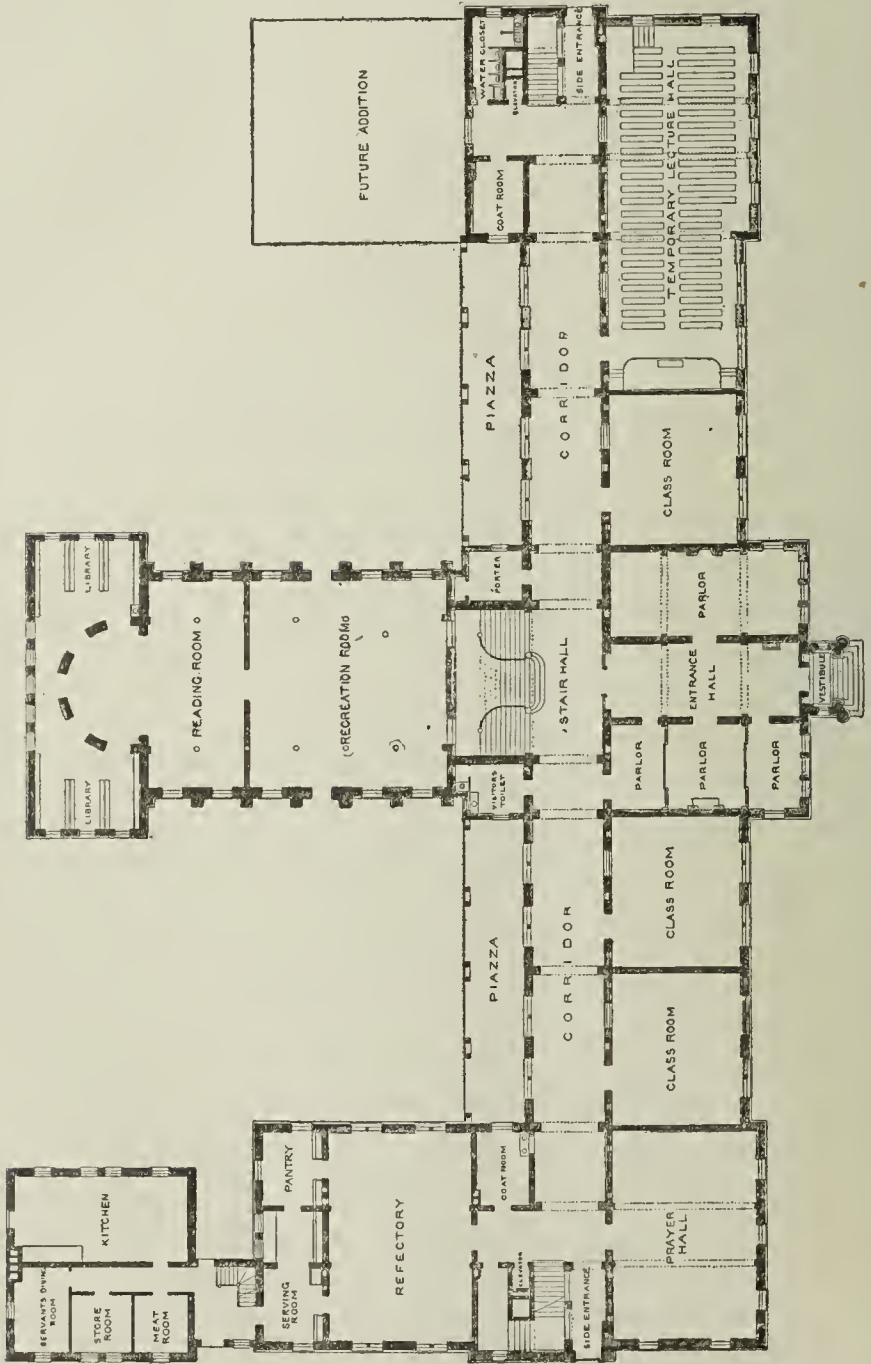 SERVANTS DINING
ROOM
STORE
ROOM
MEAT
ROOM
KITCHEN
SERVING
ROOM
PANTRY
REFECTORY
COAT ROOM
ELEVATOR
SIDE ENTRANCE
PRAYER
HALL
LIBRARY
LIBRARY
READING ROOM
RECREATION ROOM
PIAZZA
VISITORS
TOILET
PORTER
PIAZZA
CORRIDOR
STAIR HALL
CORRIDOR
CLASS ROOM
CLASS ROOM
PARLOR
PARLOR
PARLOR
ENTRANCE
HALL
PARLOR
VESTIBULE
CLASS ROOM
FUTURE ADDITION
COAT ROOM
WATER CLOSET
ELEVATOR
SIDE ENTRANCE
TEMPORARY LECTURE HALL